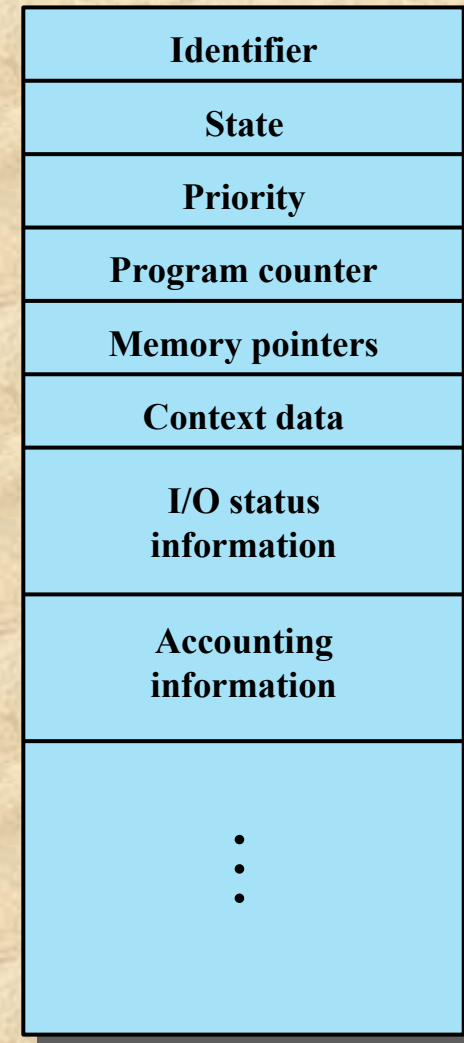 Identifier
State
Priority
Program counter
Memory pointers
Context data
I/O status
information
Accounting
information